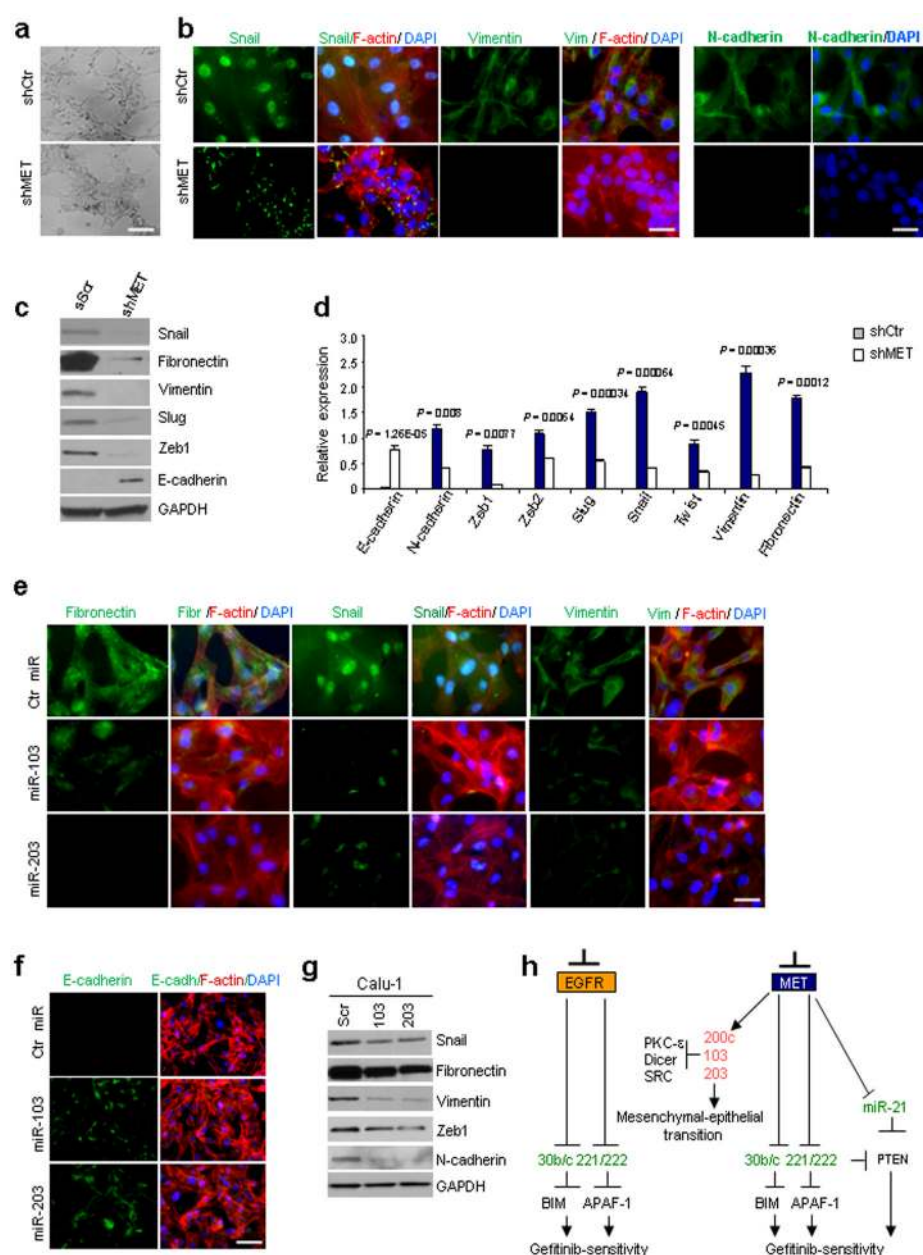 a
shCtr
shMET
b
Snail
Snail/F-actin/ DAPI
Vimentin
Vim / F-actin/ DAPI
N-cadherin
N-cadherin/DAPI
shCtr
shMET
c
siScr
shMET
Snail
Fibronectin
Vimentin
Slug
Zeb1
E-cadherin
GAPDH
d
Relative expression
3.0
2.5
2.0
1.5
1.0
0.5
0
shCtr
shMET
P = 1.26E-05
P = 0.008
P = 0.0077
P = 0.0054
P = 0.00034
P = 0.00064
P = 0.0045
P = 0.00036
P = 0.0012
E-cadherin
N-cadherin
Zeb1
Zeb2
Slug
Snail
Twist1
Vimentin
Fibronectin
e
Fibronectin
Fibr /F-actin/ DAPI
Snail
Snail/F-actin/ DAPI
Vimentin
Vim / F-actin/ DAPI
Ctr miR
miR-103
miR-203
f
E-cadherin
E-cadh/F-actin/DAPI
Ctr miR
miR-103
miR-203
g
Calu-1
Scr
103
203
Snail
Fibronectin
Vimentin
Zeb1
N-cadherin
GAPDH
h
EGFR
MET
PKC-ε
Dicer
SRC
200c
103
203
Mesenchymal-epithelial
transition
miR-21
30b/c 221/222
30b/c 221/222
PTEN
BIM
APAF-1
BIM
APAF-1
Gefitinib-sensitivity
Gefitinib-sensitivity